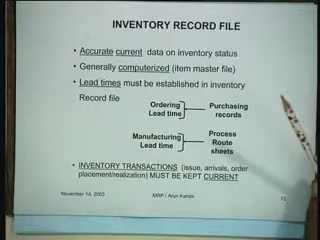 INVENTORY RECORD FILE
• Accurate current data on inventory status
• Generally computerized (item master file)
• Lead times must be established in inventory
Record file
Ordering
Lead time
Purchasing
records
Manufacturing
Lead time
Process
Route
sheets
• INVENTORY TRANSACTIONS (issue, arrivals, order
placement/realization) MUST BE KEPT CURRENT
November 14, 2003
MRP / Arun Kanda
12